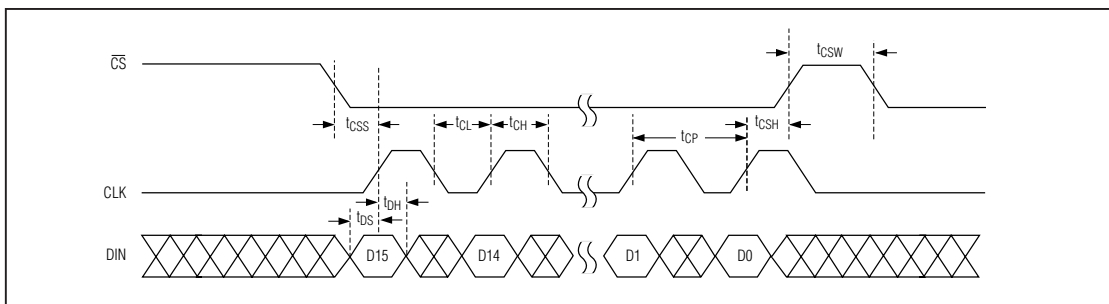 CS
tCSW
tCSS
tCL
tCH
tCP
tCSH
CLK
tDS
tDH
DIN
D15
D14
D1
D0